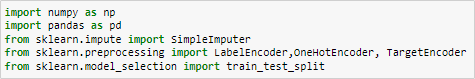 import numpy as np
import pandas as pd
from sklearn.impute import SimpleImputer
from sklearn.preprocessing import LabelEncoder,OneHotEncoder, TargetEncoder
from sklearn.model_selection import train_test_split